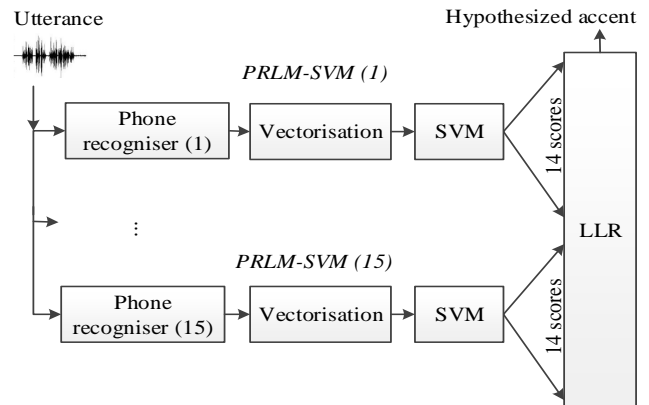 Utterance
Hypothesized accent
PRLM-SVM (1)
Phone
recogniser (1)
Vectorisation
SVM
14 scores
...
LLR
PRLM-SVM (15)
Phone
recogniser (15)
Vectorisation
SVM
14 scores